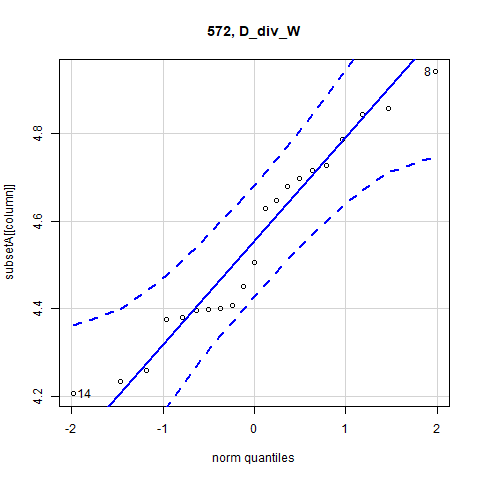 572, D_div_W
8
4.8
4.6
4.4
4.2
subsetA[[column]]
14
-2 -1 0 1 2
norm quantiles